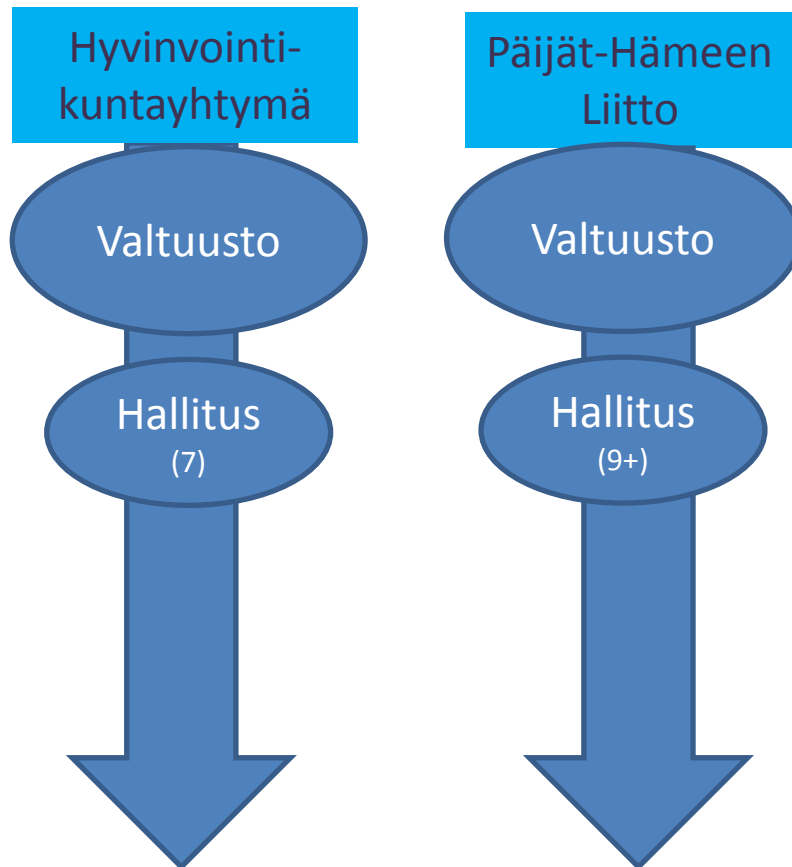 Hyvinvointi-
kuntayhtymä
Valtuusto
Hallitus
(7)
Päijät-Hämeen
Liitto
Valtuusto
Hallitus
(9+)